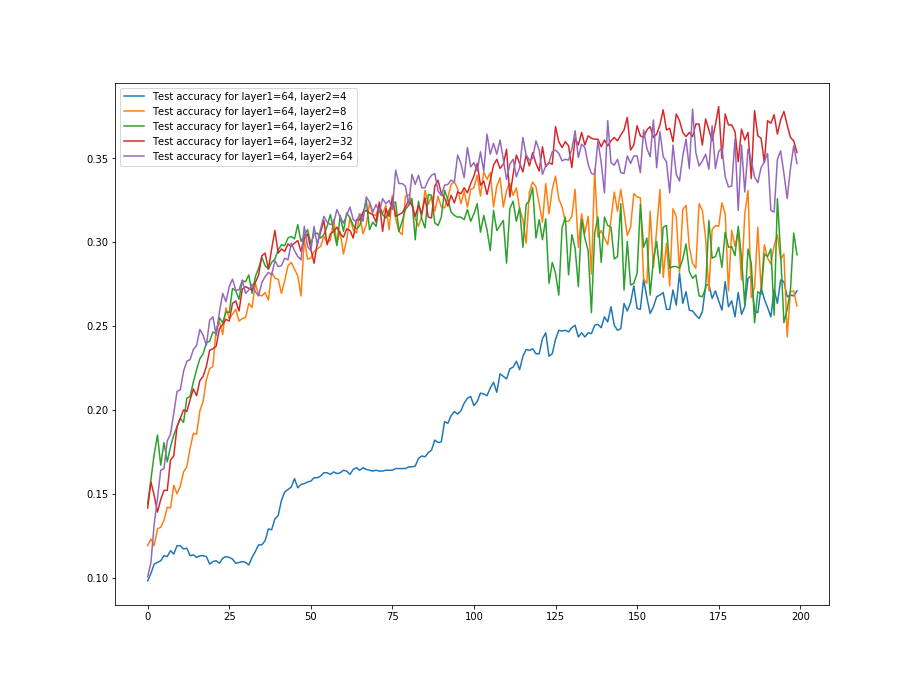 Test accuracy for layer1=64, layer2=4
Test accuracy for layer1=64, layer2=8
Test accuracy for layer1=64, layer2=16
Test accuracy for layer1=64, layer2=32
Test accuracy for layer1=64, layer2=64
0.35
0.30
0.25
0.20
0.15
0.10
0 25 50 75 100 125 150 175 200